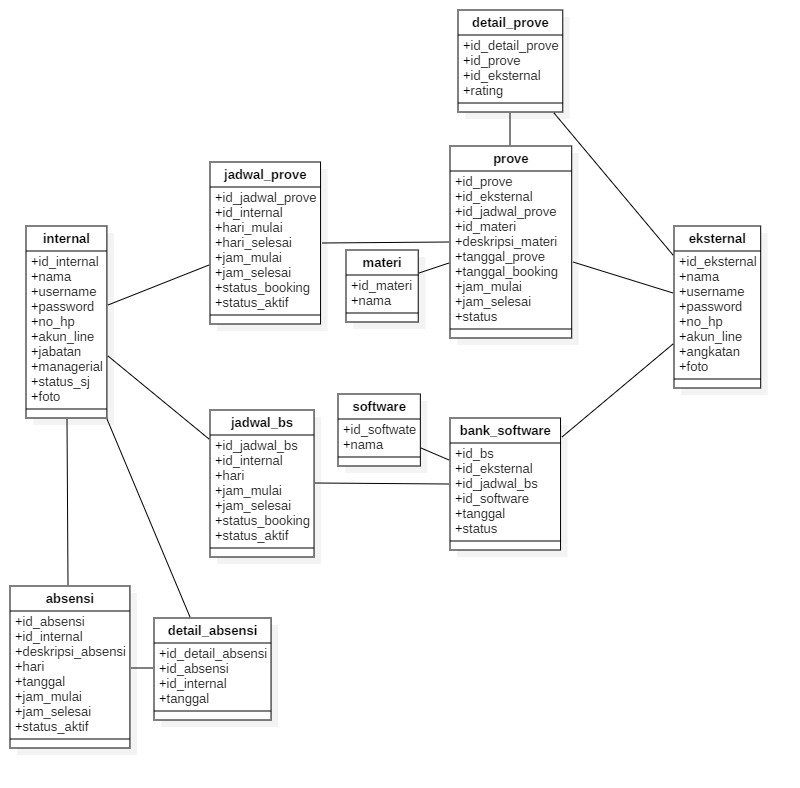 detail_prove
+id_detail_prove
+id_prove
+id_eksternal
+rating
jadwal_prove
+id_jadwal_prove
+id_internal
+hari_mulai
+hari_selesai
+jam_mulai
+jam_selesai
+status_booking
+status_aktif
prove
+id_prove
+id_eksternal
+id_jadwal_prove
+id_materi
+deskripsi_materi
+tanggal_prove
+tanggal_booking
+jam_mulai
+jam_selesai
+status
internal
+id_internal
+nama
+username
+password
+no_hp
+akun_line
+jabatan
+managerial
+status_sj
+foto
materi
+id_materi
+nama
eksternal
+id_eksternal
+nama
+username
+password
+no_hp
+akun_line
+angkatan
+foto
jadwal_bs
+id_jadwal_bs
+id_internal
+hari
+jam_mulai
+jam_selesai
+status_booking
+status_aktif
software
+id_softwate
+nama
bank_software
+id_bs
+id_eksternal
+id_jadwal_bs
+id_software
+tanggal
+status
absensi
+id_absensi
+id_internal
+deskripsi_absensi
+hari
+tanggal
+jam_mulai
+jam_selesai
+status_aktif
detail_absensi
+id_detail_absensi
+id_absensi
+id_internal
+tanggal